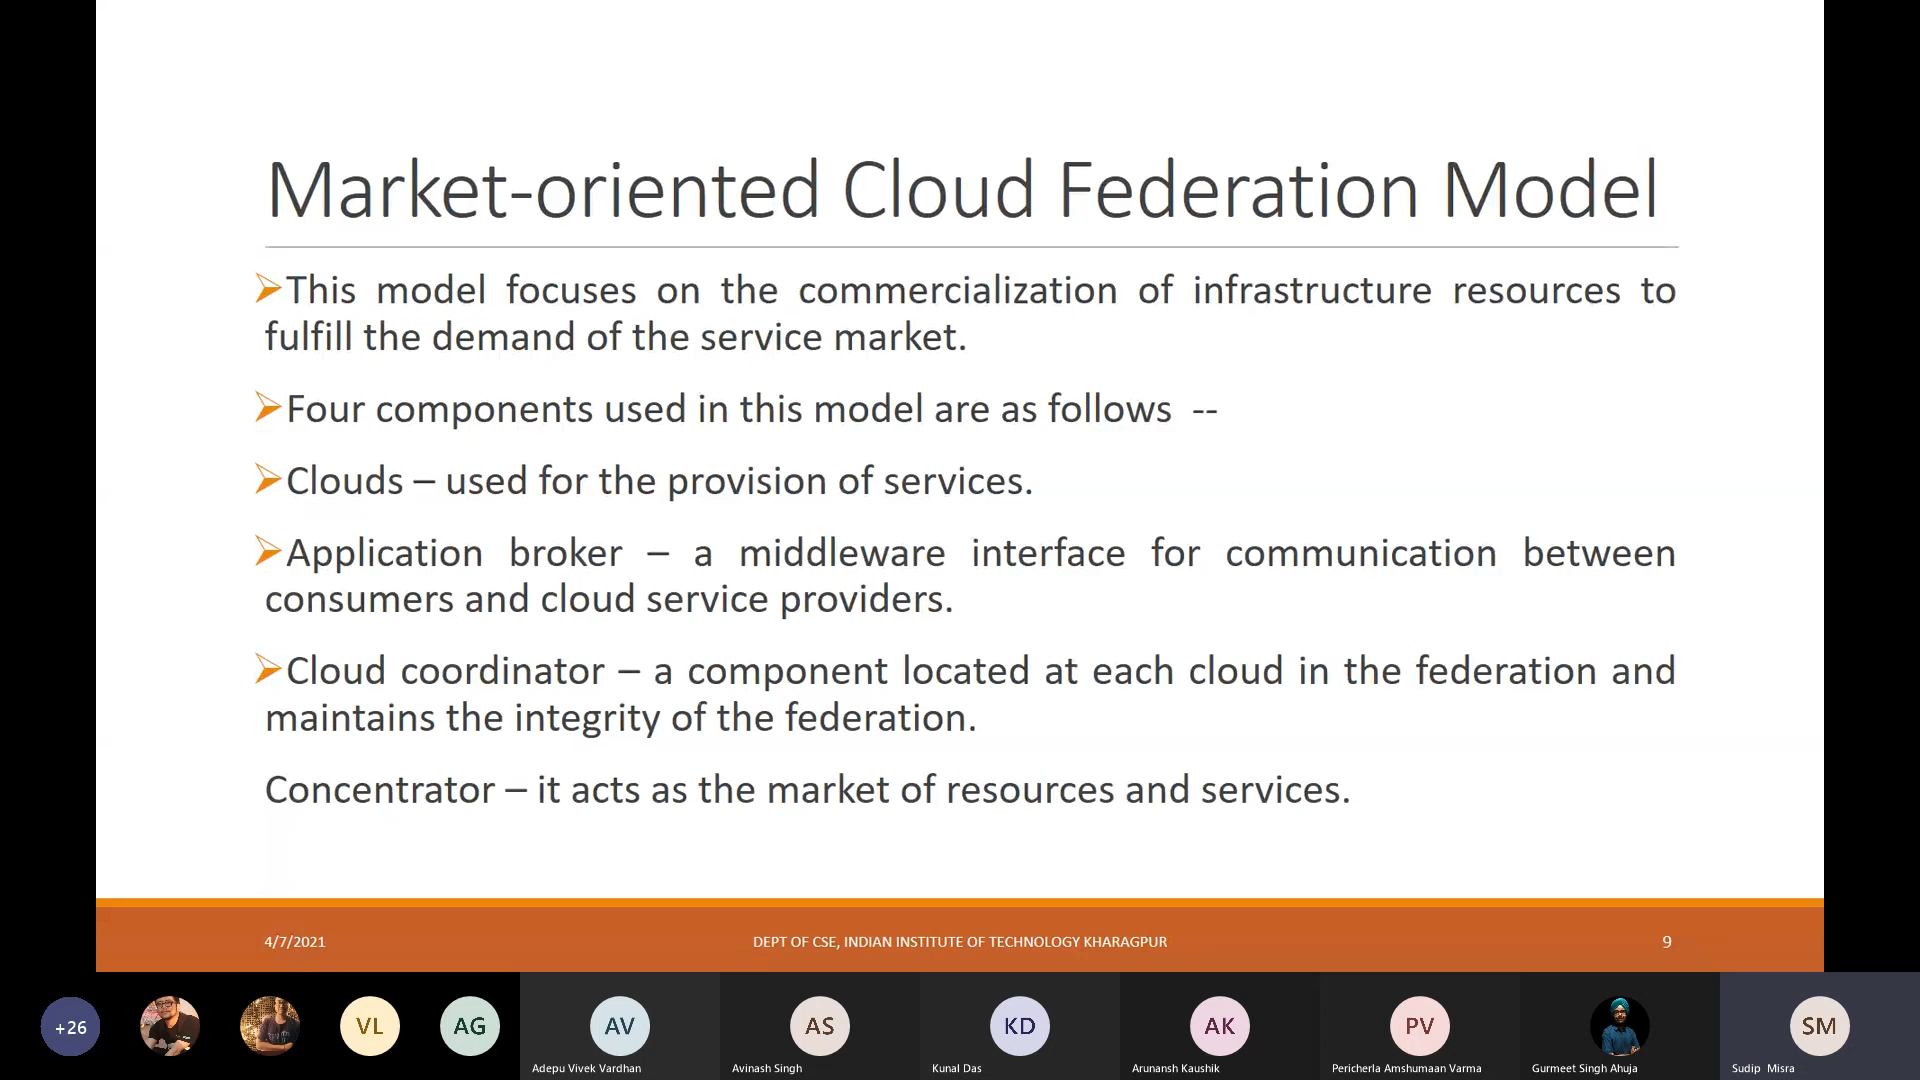 Market-oriented Cloud Federation Model
This model focuses on the commercialization of infrastructure resources to
fulfill the demand of the service market.
Four components used in this model are as follows --
Clouds – used for the provision of services.
Application broker – a middleware interface for communication between
consumers and cloud service providers.
Cloud coordinator – a component located at each cloud in the federation and
maintains the integrity of the federation.
Concentrator – it acts as the market of resources and services.
4/7/2021 DEPT OF CSE, INDIAN INSTITUTE OF TECHNOLOGY KHARAGPUR 9
+26 VL AG AV AS KD AK PV SM
Adepu Vivek Vardhan Avinash Singh Kunal Das Arunansh Kaushik Pericherla Amshumaan Varma Gurmeet Singh Ahuja Sudip Misra